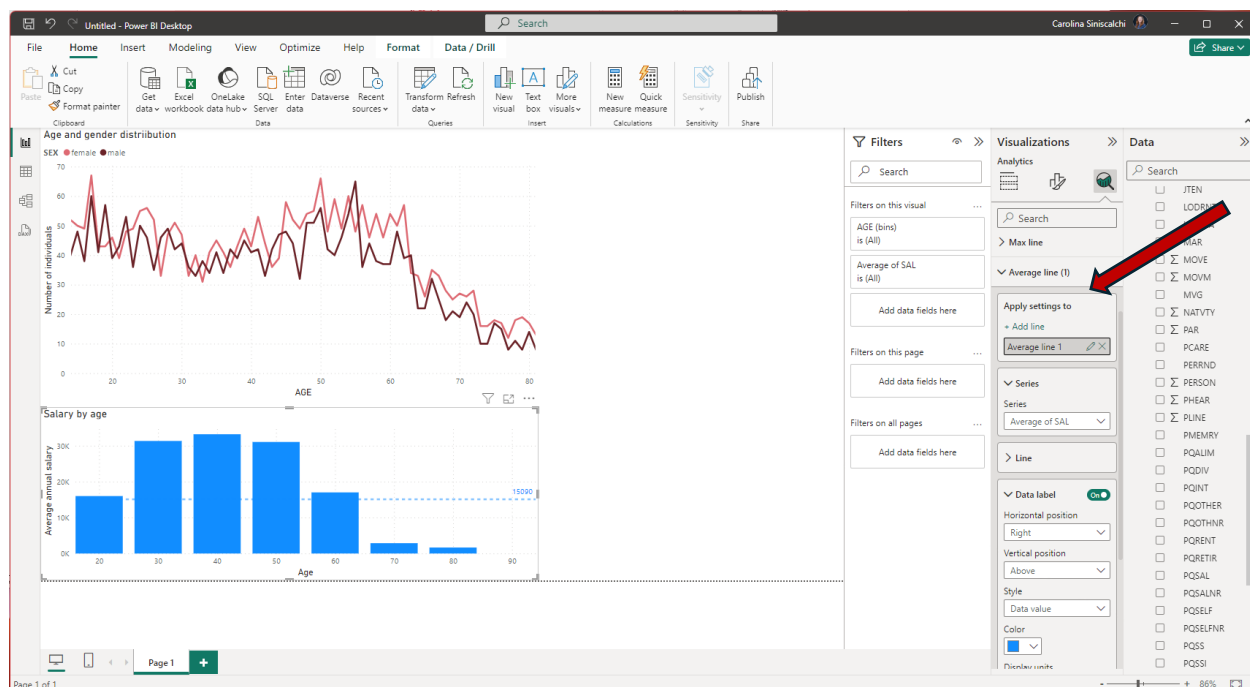 Untitled - Power BI Desktop
Search
Carolina Siniscalchi
File Home Insert Modeling View Optimize Help Format Data / Drill
Share
Paste
Cut
Copy
Format painter
Get data
Excel workbook
OneLake data hub
SQL Server
Enter data
Dataverse
Recent sources
Transform data
Refresh
New visual
Text box
More visuals
New measure
Quick measure
Sensitivity
Publish
Clipboard
Data
Queries
Insert
Calculations
Sensitivity
Share
Age and gender distriibution
SEX female male
Number of individuals
70
60
50
40
30
20
10
0
20 30 40 50 60 70 80
AGE
Salary by age
Average annual salary
30K
20K
10K
0K
15090
20 30 40 50 60 70 80 90
Age
Filters
Search
Filters on this visual
AGE (bins)
is (All)
Average of SAL
is (All)
Add data fields here
Filters on this page
Add data fields here
Filters on all pages
Add data fields here
Visualizations
Analytics
Search
Max line
Average line (1)
Apply settings to
+ Add line
Average line 1
Series
Series
Average of SAL
Line
Data label
On
Horizontal position
Right
Vertical position
Above
Style
Data value
Color
Display units
Data
Search
JTEN
MAR
MOVE
MOVM
MVG
NATVTY
PAR
PCARE
PERRND
PERSON
PHEAR
PLINE
PMEMRY
PQALIM
PQDIV
PQINT
PQOTHER
PQOTHNR
PQRENT
PQRETIR
PQSAL
PQSALNR
PQSELF
PQSELFNR
PQSS
PQSSI
Page 1
Page 1 of 1
86%